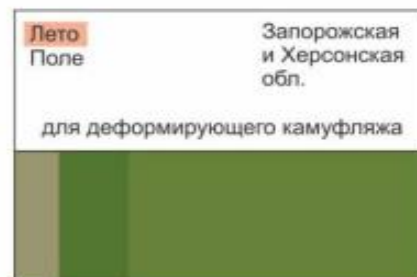 Лето
Поле
Запорожская
и Херсонская
обл.
для деформирующего камуфляжа